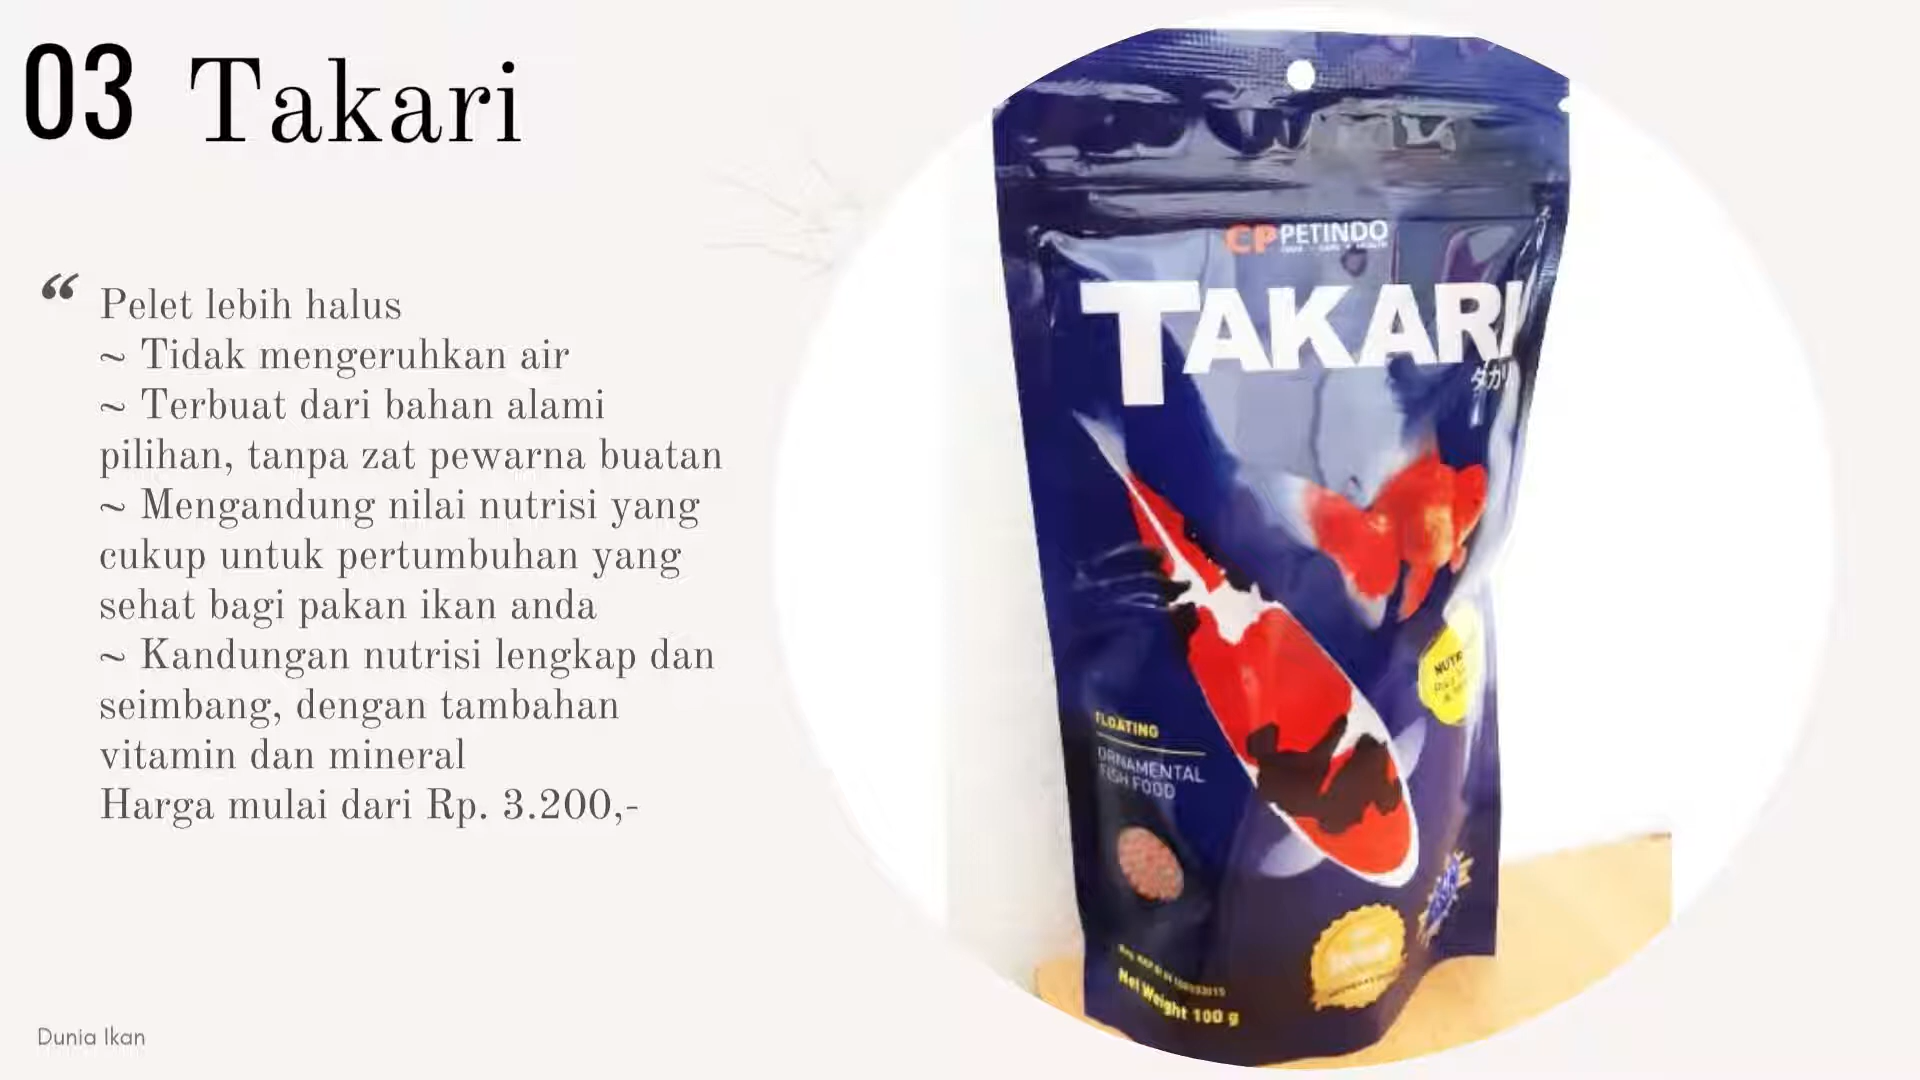 03 Takari
“ Pelet lebih halus
~ Tidak mengeruhkan air
~ Terbuat dari bahan alami
pilihan, tanpa zat pewarna buatan
~ Mengandung nilai nutrisi yang
cukup untuk pertumbuhan yang
sehat bagi pakan ikan anda
~ Kandungan nutrisi lengkap dan
seimbang, dengan tambahan
vitamin dan mineral
Harga mulai dari Rp. 3.200,-
Dunia Ikan
CP PETINDO
TAKARI
タカリ
FLOATING
ORNAMENTAL
FISH FOOD
Net Weight 100 g